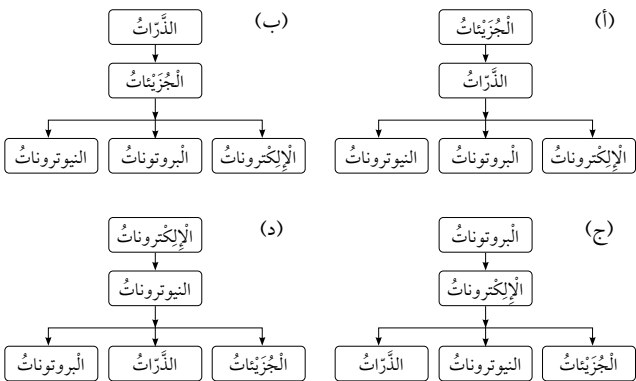 (أ)
الْجُزَيْئاتُ
الذَّرّاتُ
الْإِلِكْتروناتُ الْبروتوناتُ النيوتروناتُ
(ب)
الذَّرّاتُ
الْجُزَيْئاتُ
الْإِلِكْتروناتُ الْبروتوناتُ النيوتروناتُ
(ج)
الْبروتوناتُ
الْإِلِكْتروناتُ
الْجُزَيْئاتُ النيوتروناتُ الذَّرّاتُ
(د)
الْإِلِكْتروناتُ
النيوتروناتُ
الْجُزَيْئاتُ الذَّرّاتُ الْبروتوناتُ